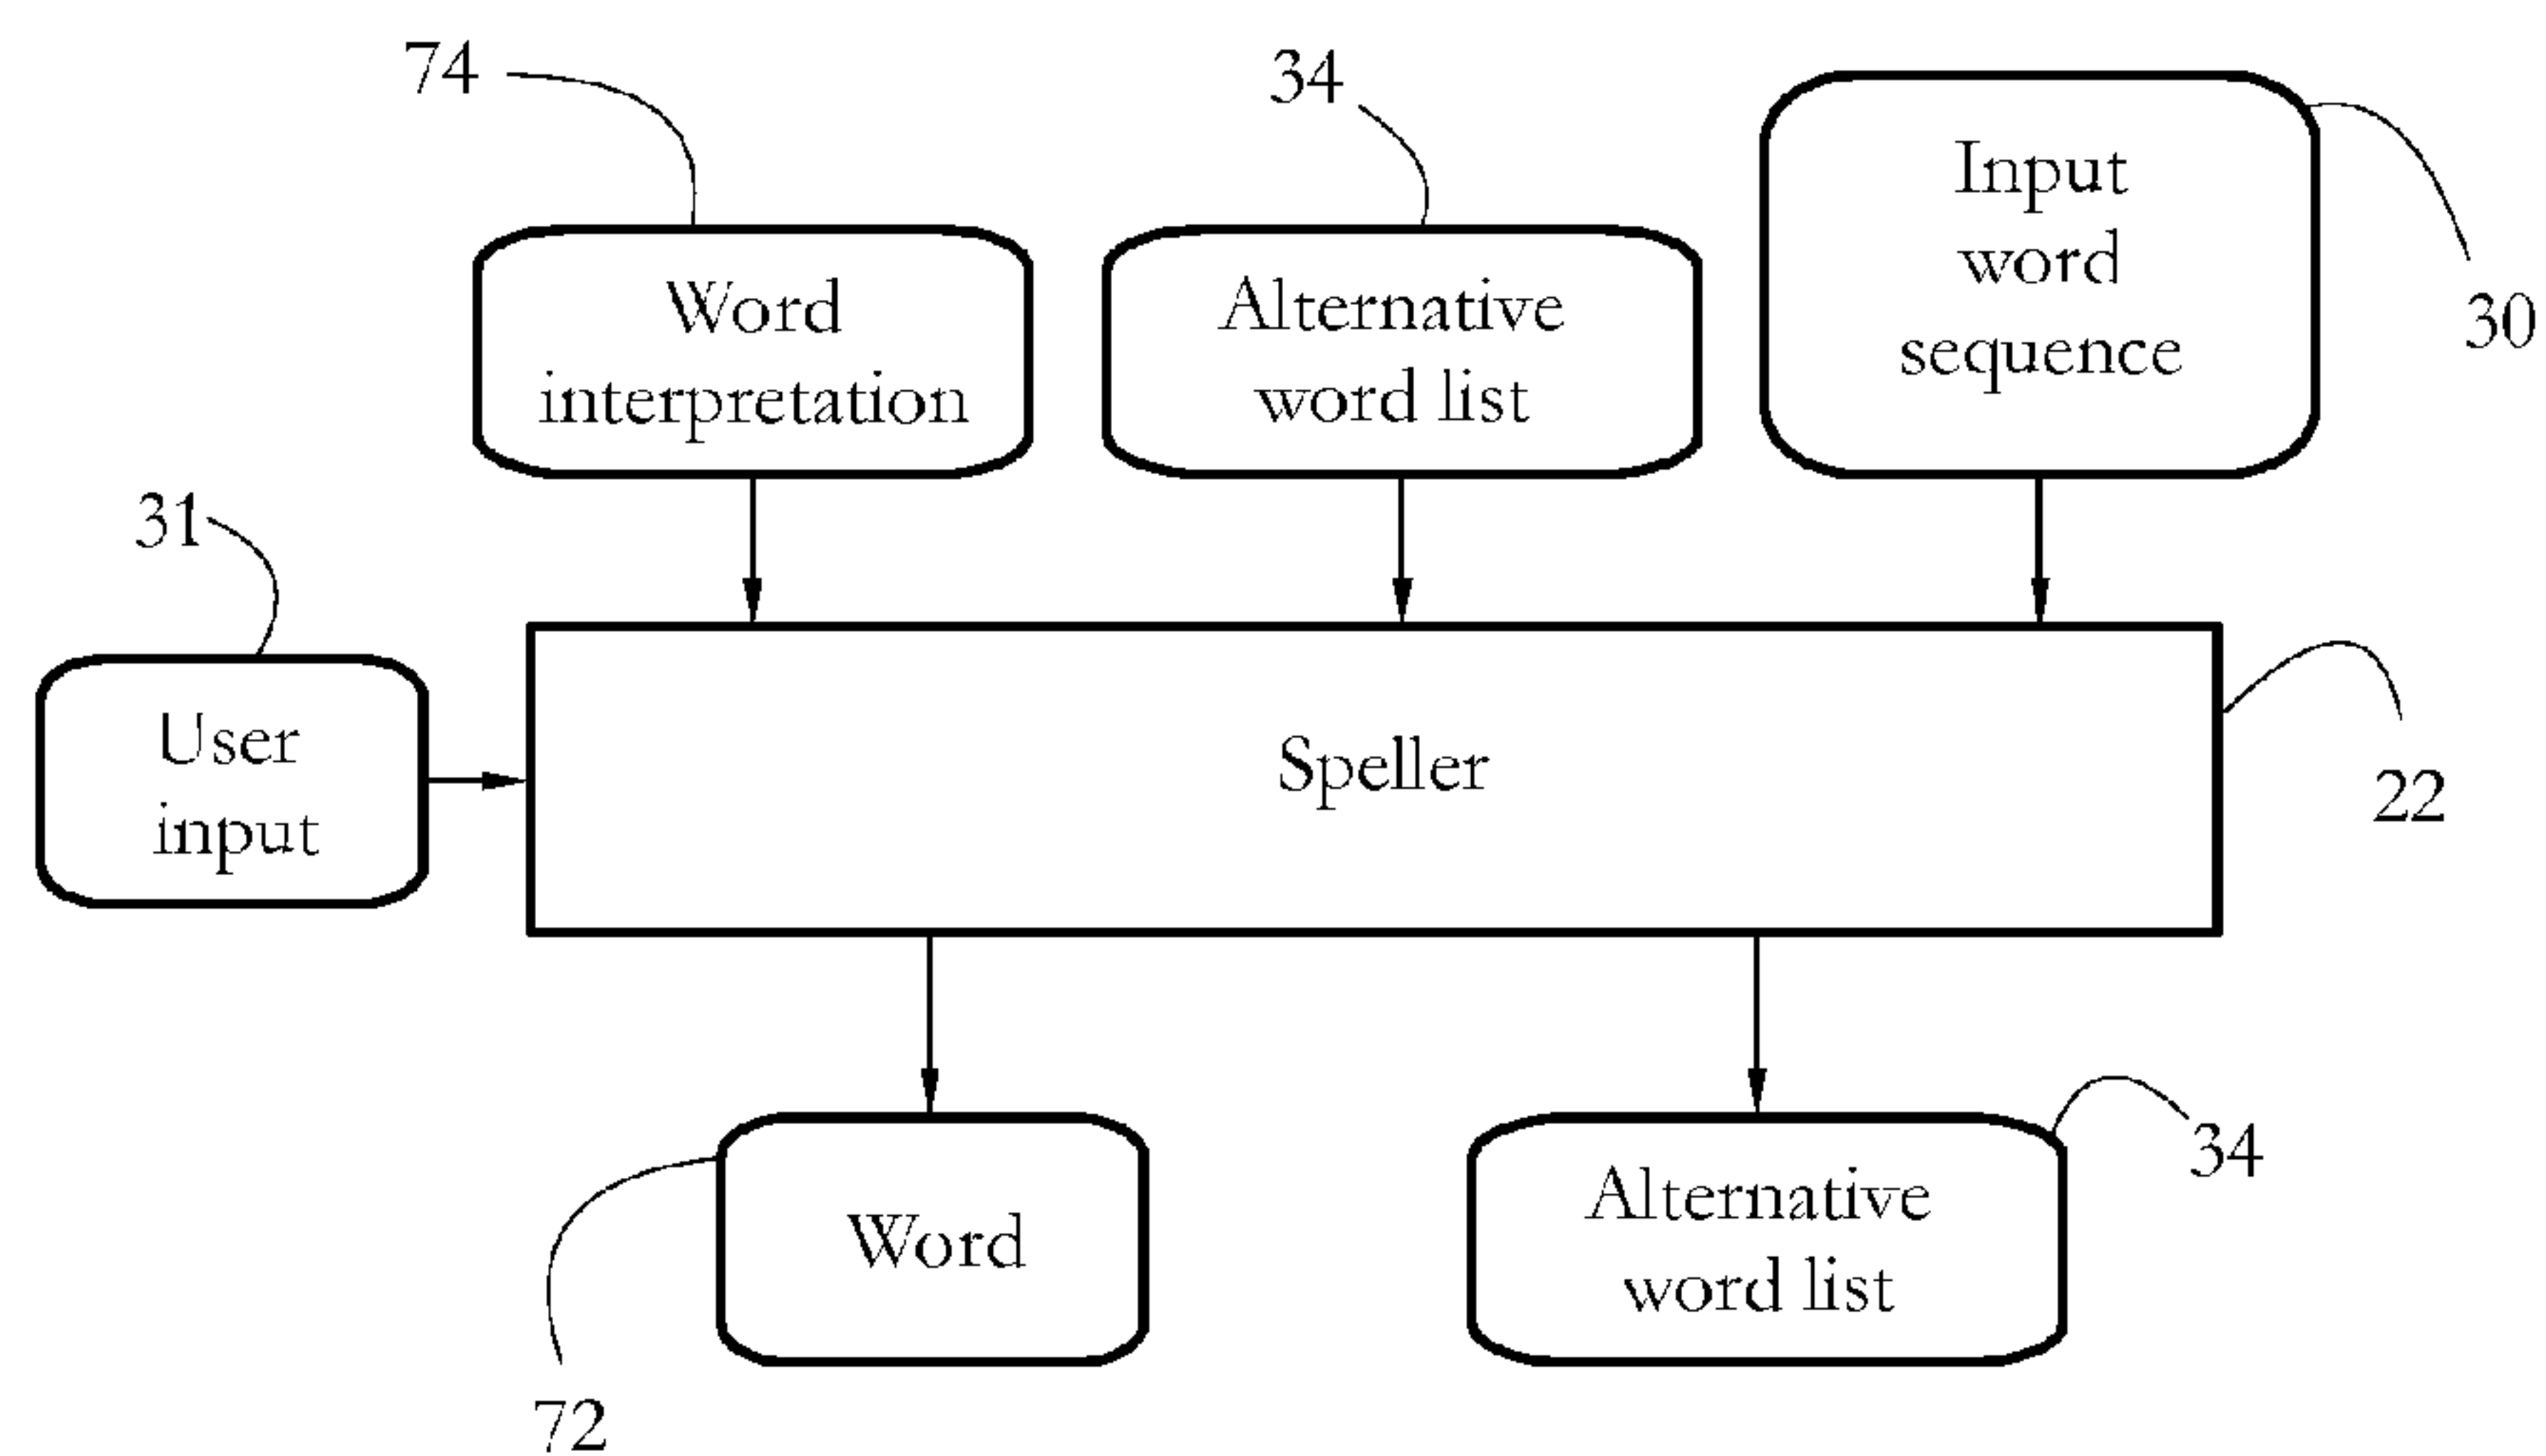 74
34
Input
word
sequence
30
Word
interpretation
Alternative
word list
31
User
input
Speller
22
Word
72
Alternative
word list
34